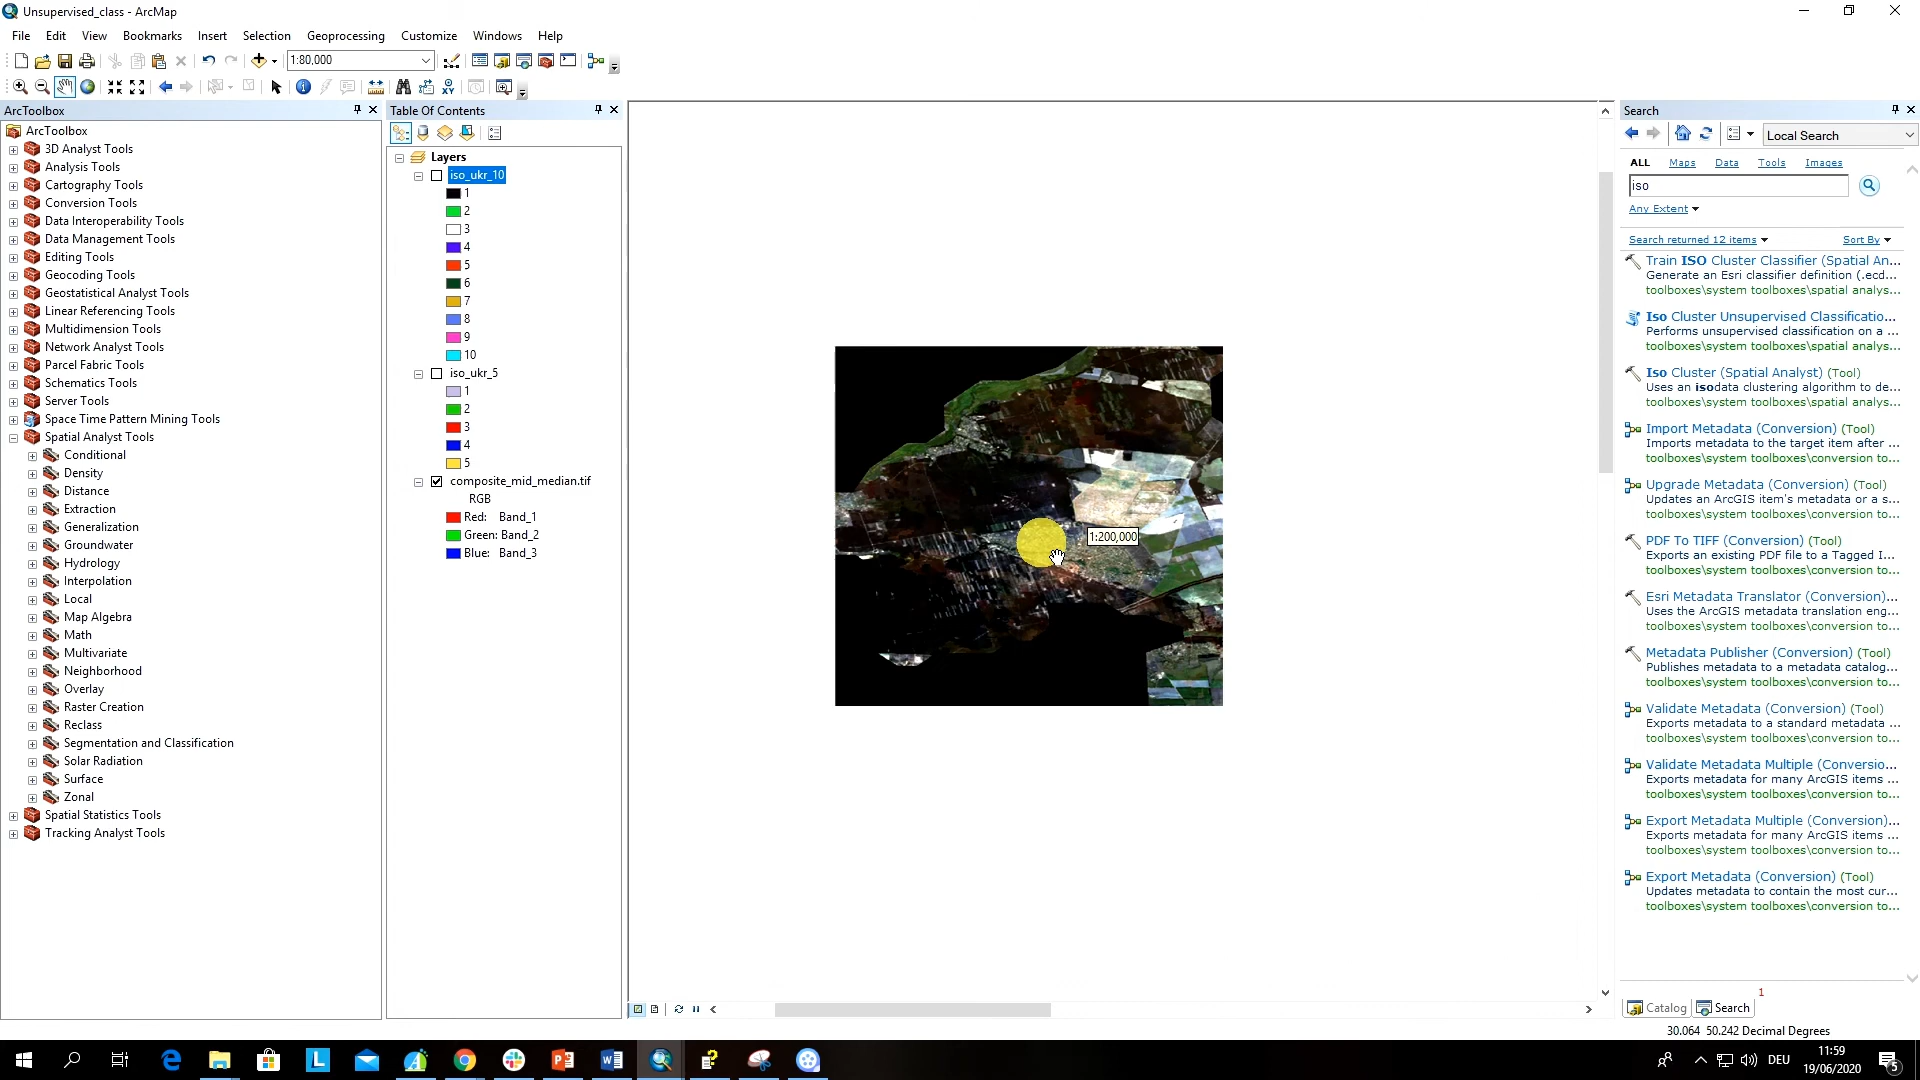 Unsupervised_class - ArcMap
File Edit View Bookmarks Insert Selection Geoprocessing Customize Windows Help
1:80,000
ArcToolbox
ArcToolbox
3D Analyst Tools
Analysis Tools
Cartography Tools
Conversion Tools
Data Interoperability Tools
Data Management Tools
Editing Tools
Geocoding Tools
Geostatistical Analyst Tools
Linear Referencing Tools
Multidimension Tools
Network Analyst Tools
Parcel Fabric Tools
Schematics Tools
Server Tools
Space Time Pattern Mining Tools
Spatial Analyst Tools
Conditional
Density
Distance
Extraction
Generalization
Groundwater
Hydrology
Interpolation
Local
Map Algebra
Math
Multivariate
Neighborhood
Overlay
Raster Creation
Reclass
Segmentation and Classification
Solar Radiation
Surface
Zonal
Spatial Statistics Tools
Tracking Analyst Tools
Table Of Contents
Layers
iso_ukr_10
1
2
3
4
5
6
7
8
9
10
iso_ukr_5
1
2
3
4
5
composite_mid_median.tif
RGB
Red: Band_1
Green: Band_2
Blue: Band_3
1:200,000
Search
Local Search
ALL Maps Data Tools Images
iso
Any Extent
Search returned 12 items Sort By
Train ISO Cluster Classifier (Spatial An...
Generate an Esri classifier definition (.ecd...
toolboxes\system toolboxes\spatial analys...
Iso Cluster Unsupervised Classificatio...
Performs unsupervised classification on a ...
toolboxes\system toolboxes\spatial analys...
Iso Cluster (Spatial Analyst) (Tool)
Uses an isodata clustering algorithm to de...
toolboxes\system toolboxes\spatial analys...
Import Metadata (Conversion) (Tool)
Imports metadata to the target item after ...
toolboxes\system toolboxes\conversion to...
Upgrade Metadata (Conversion) (Tool)
Updates an ArcGIS item's metadata or a s...
toolboxes\system toolboxes\conversion to...
PDF To TIFF (Conversion) (Tool)
Exports an existing PDF file to a Tagged I...
toolboxes\system toolboxes\conversion to...
Esri Metadata Translator (Conversion)...
Uses the ArcGIS metadata translation eng...
toolboxes\system toolboxes\conversion to...
Metadata Publisher (Conversion) (Tool)
Publishes metadata to a metadata catalog...
toolboxes\system toolboxes\conversion to...
Validate Metadata (Conversion) (Tool)
Exports metadata to a standard metadata ...
toolboxes\system toolboxes\conversion to...
Validate Metadata Multiple (Conversio...
Exports metadata for many ArcGIS items ...
toolboxes\system toolboxes\conversion to...
Export Metadata Multiple (Conversion)...
Exports metadata for many ArcGIS items ...
toolboxes\system toolboxes\conversion to...
Export Metadata (Conversion) (Tool)
Updates metadata to contain the most cur...
toolboxes\system toolboxes\conversion to...
1
Catalog Search
30.064 50.242 Decimal Degrees
DEU
11:59
19/06/2020
5